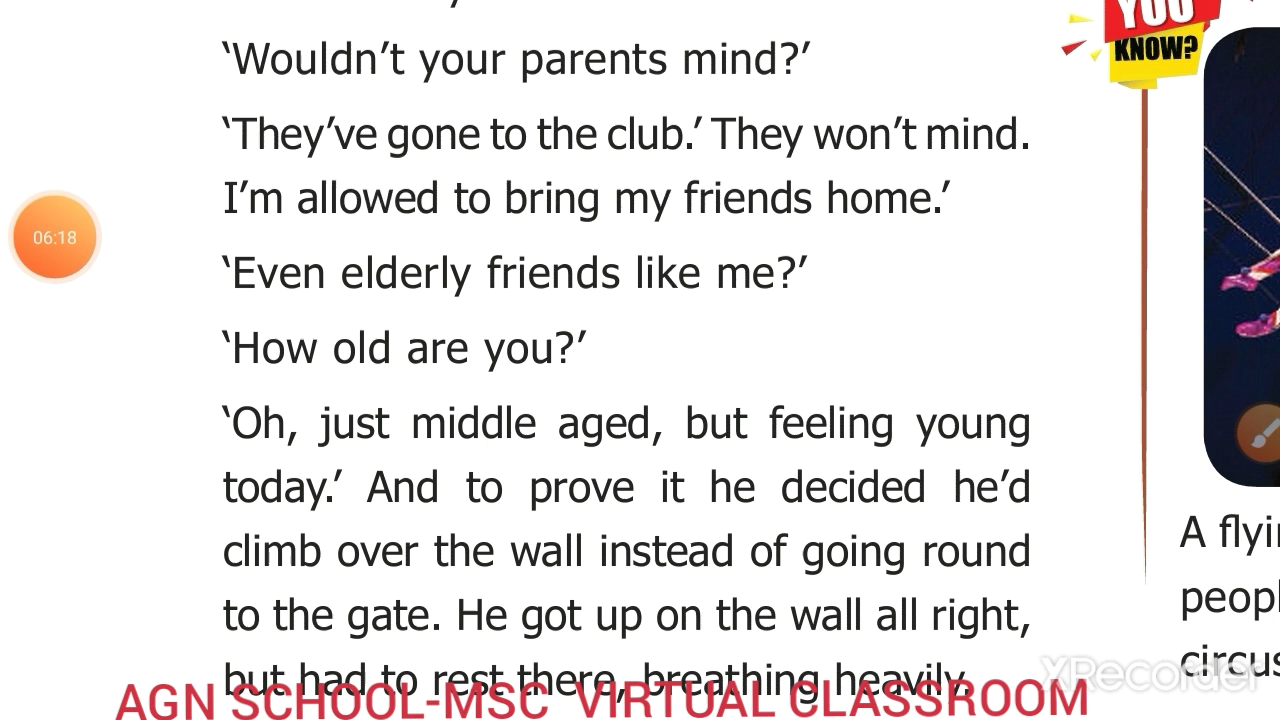 YOU
KNOW?
‘Wouldn’t your parents mind?’
‘They’ve gone to the club.’ They won’t mind.
I’m allowed to bring my friends home.’
06:18
‘Even elderly friends like me?’
‘How old are you?’
‘Oh, just middle aged, but feeling young
today.’ And to prove it he decided he’d
climb over the wall instead of going round
to the gate. He got up on the wall all right,
but had to rest there, breathing heavily.
A
circus
XRecorder
AGN SCHOOL-MSC VIRTUAL CLASSROOM